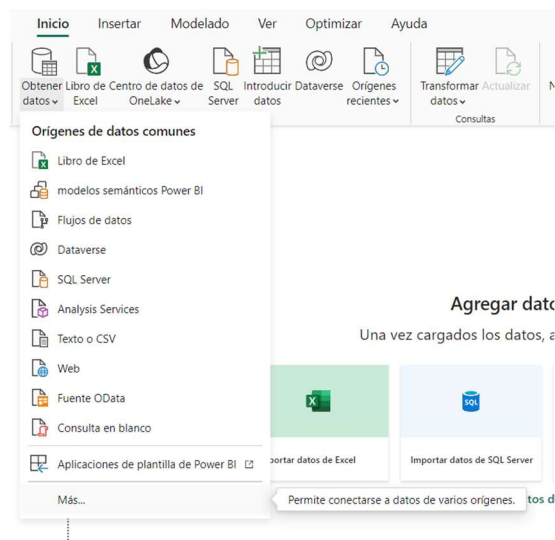 Inicio Insertar Modelado Ver Optimizar Ayuda
Obtener datos
Libro de Excel
Centro de datos de OneLake
SQL Server
Introducir datos
Dataverse
Orígenes recientes
Transformar datos
Actualizar
Consultas
Orígenes de datos comunes
Libro de Excel
modelos semánticos Power BI
Flujos de datos
Dataverse
SQL Server
Analysis Services
Texto o CSV
Web
Fuente OData
Consulta en blanco
Aplicaciones de plantilla de Power BI
Más...
Permite conectarse a datos de varios orígenes.
Agregar dato
Una vez cargados los datos, a
SQL
portar datos de Excel
Importar datos de SQL Server
tos d